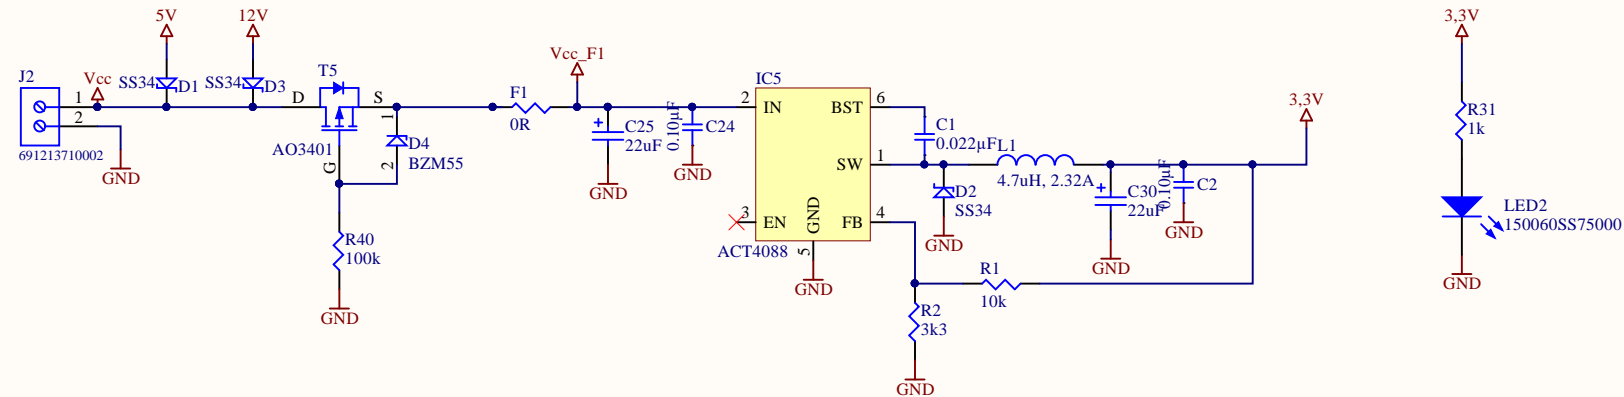 5V
12V
3,3V
J2
Vcc
SS34
D1
SS34
D3
T5
Vcc_F1
IC5
1
2
691213710002
GND
D
S
G
AO3401
1
2
D4
BZM55
F1
0R
C25
22uF
0.10µF
C24
GND
GND
R40
100k
GND
2
IN
BST
6
SW
1
3
EN
GND
FB
4
5
ACT4088
GND
C1
0.022µF
L1
4.7uH, 2.32A
D2
SS34
GND
C30
22uF
0.10µF
C2
GND
GND
3,3V
R1
10k
R2
3k3
GND
R31
1k
LED2
150060SS75000
GND